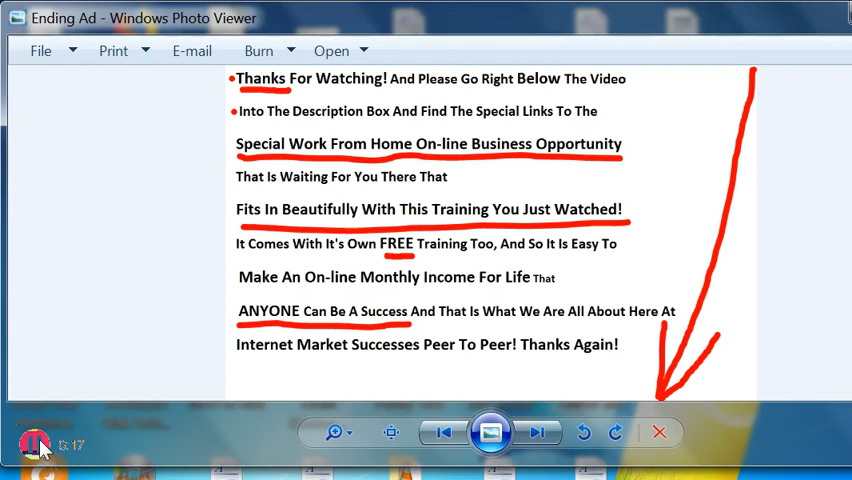 Ending Ad - Windows Photo Viewer
File Print E-mail Burn Open
Thanks For Watching! And Please Go Right Below The Video
Into The Description Box And Find The Special Links To The
Special Work From Home On-line Business Opportunity
That Is Waiting For You There That
Fits In Beautifully With This Training You Just Watched!
It Comes With It's Own FREE Training Too, And So It Is Easy To
Make An On-line Monthly Income For Life That
ANYONE Can Be A Success And That Is What We Are All About Here At
Internet Market Successes Peer To Peer! Thanks Again!